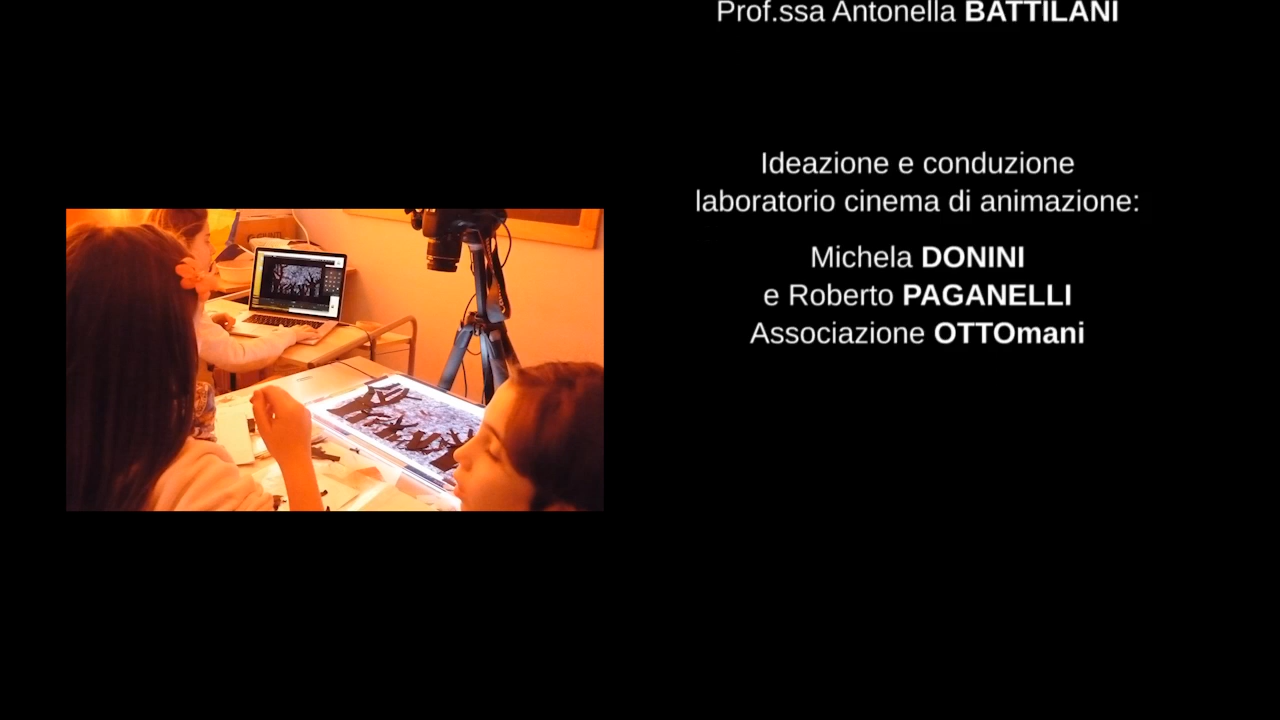 Prof.ssa Antonella BATTILANI
Ideazione e conduzione
laboratorio cinema di animazione:
Michela DONINI
e Roberto PAGANELLI
Associazione OTTOmani